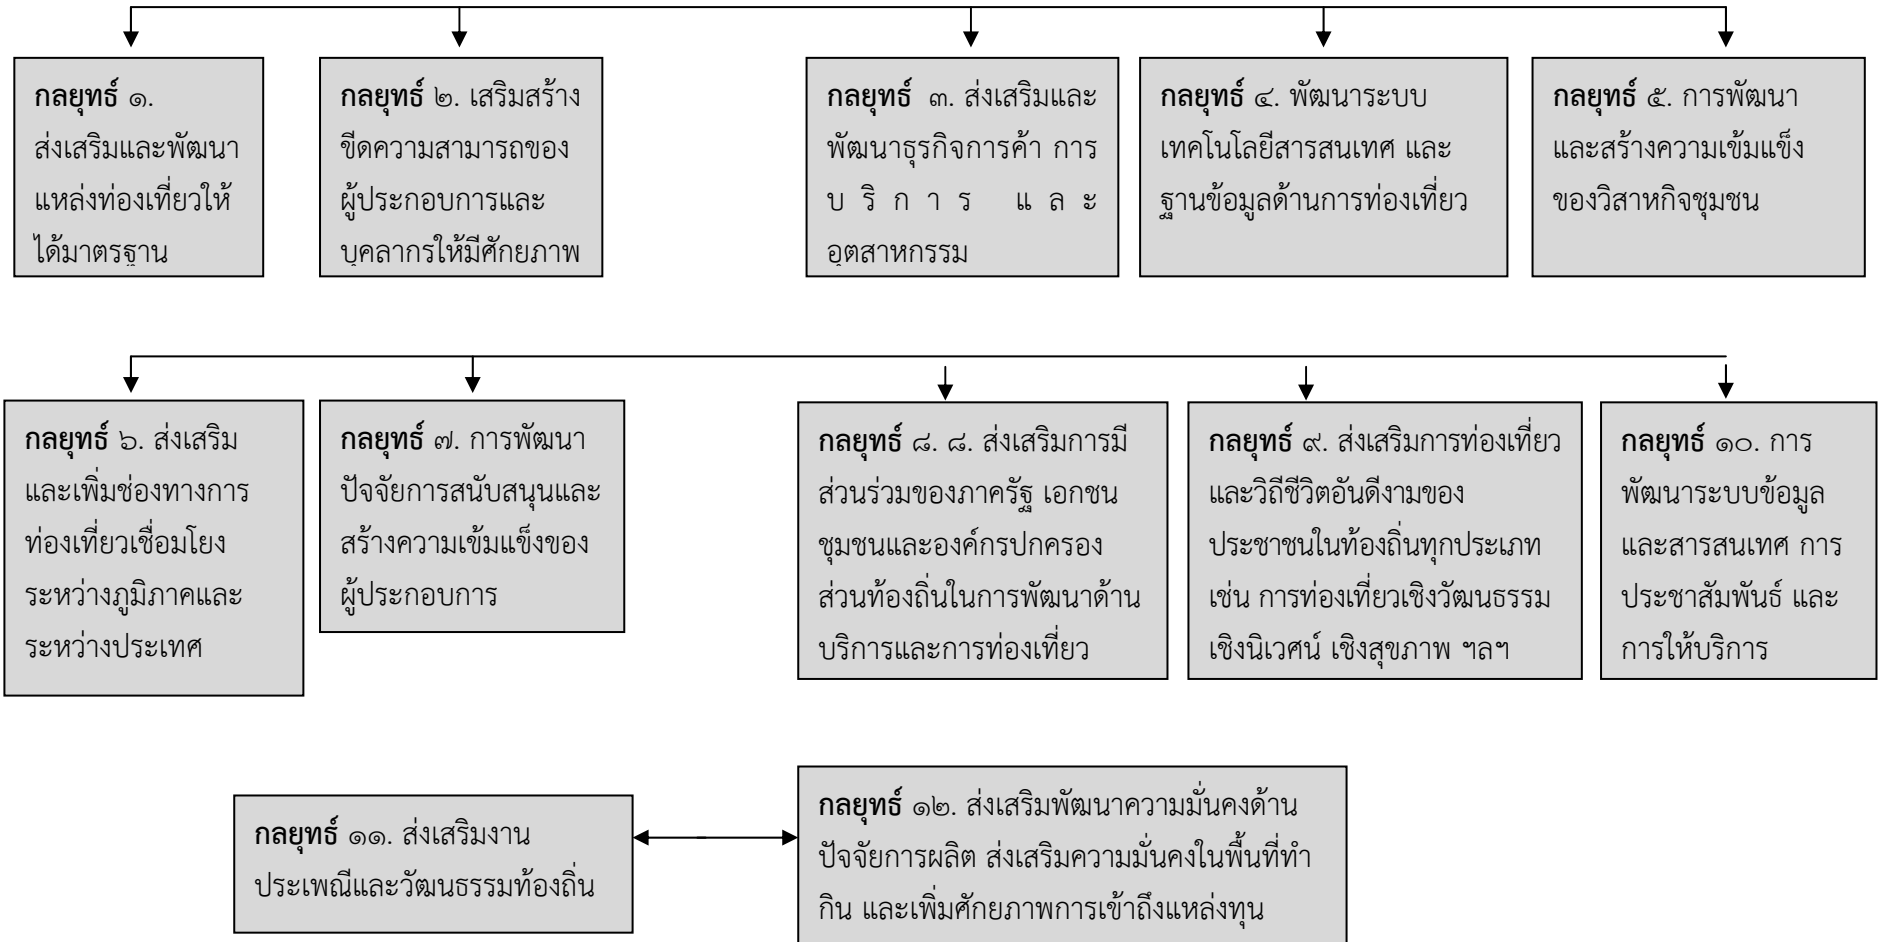 กลยุทธ์ ๑.
ส่งเสริมและพัฒนา
แหล่งท่องเที่ยวให้
ได้มาตรฐาน
กลยุทธ์ ๒. เสริมสร้าง
ขีดความสามารถของ
ผู้ประกอบการและ
บุคลากรให้มีศักยภาพ
กลยุทธ์ ๓. ส่งเสริมและ
พัฒนาธุรกิจการค้า การ
บริการ และ
อุตสาหกรรม
กลยุทธ์ ๔. พัฒนาระบบ
เทคโนโลยีสารสนเทศ และ
ฐานข้อมูลด้านการท่องเที่ยว
กลยุทธ์ ๕. การพัฒนา
และสร้างความเข้มแข็ง
ของวิสาหกิจชุมชน
กลยุทธ์ ๖. ส่งเสริม
และเพิ่มช่องทางการ
ท่องเที่ยวเชื่อมโยง
ระหว่างภูมิภาคและ
ระหว่างประเทศ
กลยุทธ์ ๗. การพัฒนา
ปัจจัยการสนับสนุนและ
สร้างความเข้มแข็งของ
ผู้ประกอบการ
กลยุทธ์ ๘. ๘. ส่งเสริมการมี
ส่วนร่วมของภาครัฐ เอกชน
ชุมชนและองค์กรปกครอง
ส่วนท้องถิ่นในการพัฒนาด้าน
บริการและการท่องเที่ยว
กลยุทธ์ ๙. ส่งเสริมการท่องเที่ยว
และวิถีชีวิตอันดีงามของ
ประชาชนในท้องถิ่นทุกประเภท
เช่น การท่องเที่ยวเชิงวัฒนธรรม
เชิงนิเวศน์ เชิงสุขภาพ ฯลฯ
กลยุทธ์ ๑๐. การ
พัฒนาระบบข้อมูล
และสารสนเทศ การ
ประชาสัมพันธ์ และ
การให้บริการ
กลยุทธ์ ๑๑. ส่งเสริมงาน
ประเพณีและวัฒนธรรมท้องถิ่น
กลยุทธ์ ๑๒. ส่งเสริมพัฒนาความมั่นคงด้าน
ปัจจัยการผลิต ส่งเสริมความมั่นคงในพื้นที่ทำ
กิน และเพิ่มศักยภาพการเข้าถึงแหล่งทุน